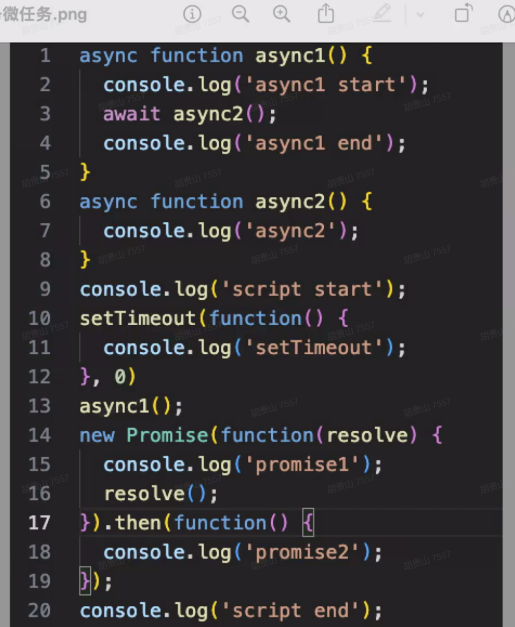 微任务.png
1 async function async1() {
2 console.log('async1 start');
3 await async2();
4 console.log('async1 end');
5 }
6 async function async2() {
7 console.log('async2');
8 }
9 console.log('script start');
10 setTimeout(function() {
11 console.log('setTimeout');
12 }, 0)
13 async1();
14 new Promise(function(resolve) {
15 console.log('promise1');
16 resolve();
17 }).then(function() {
18 console.log('promise2');
19 });
20 console.log('script end');